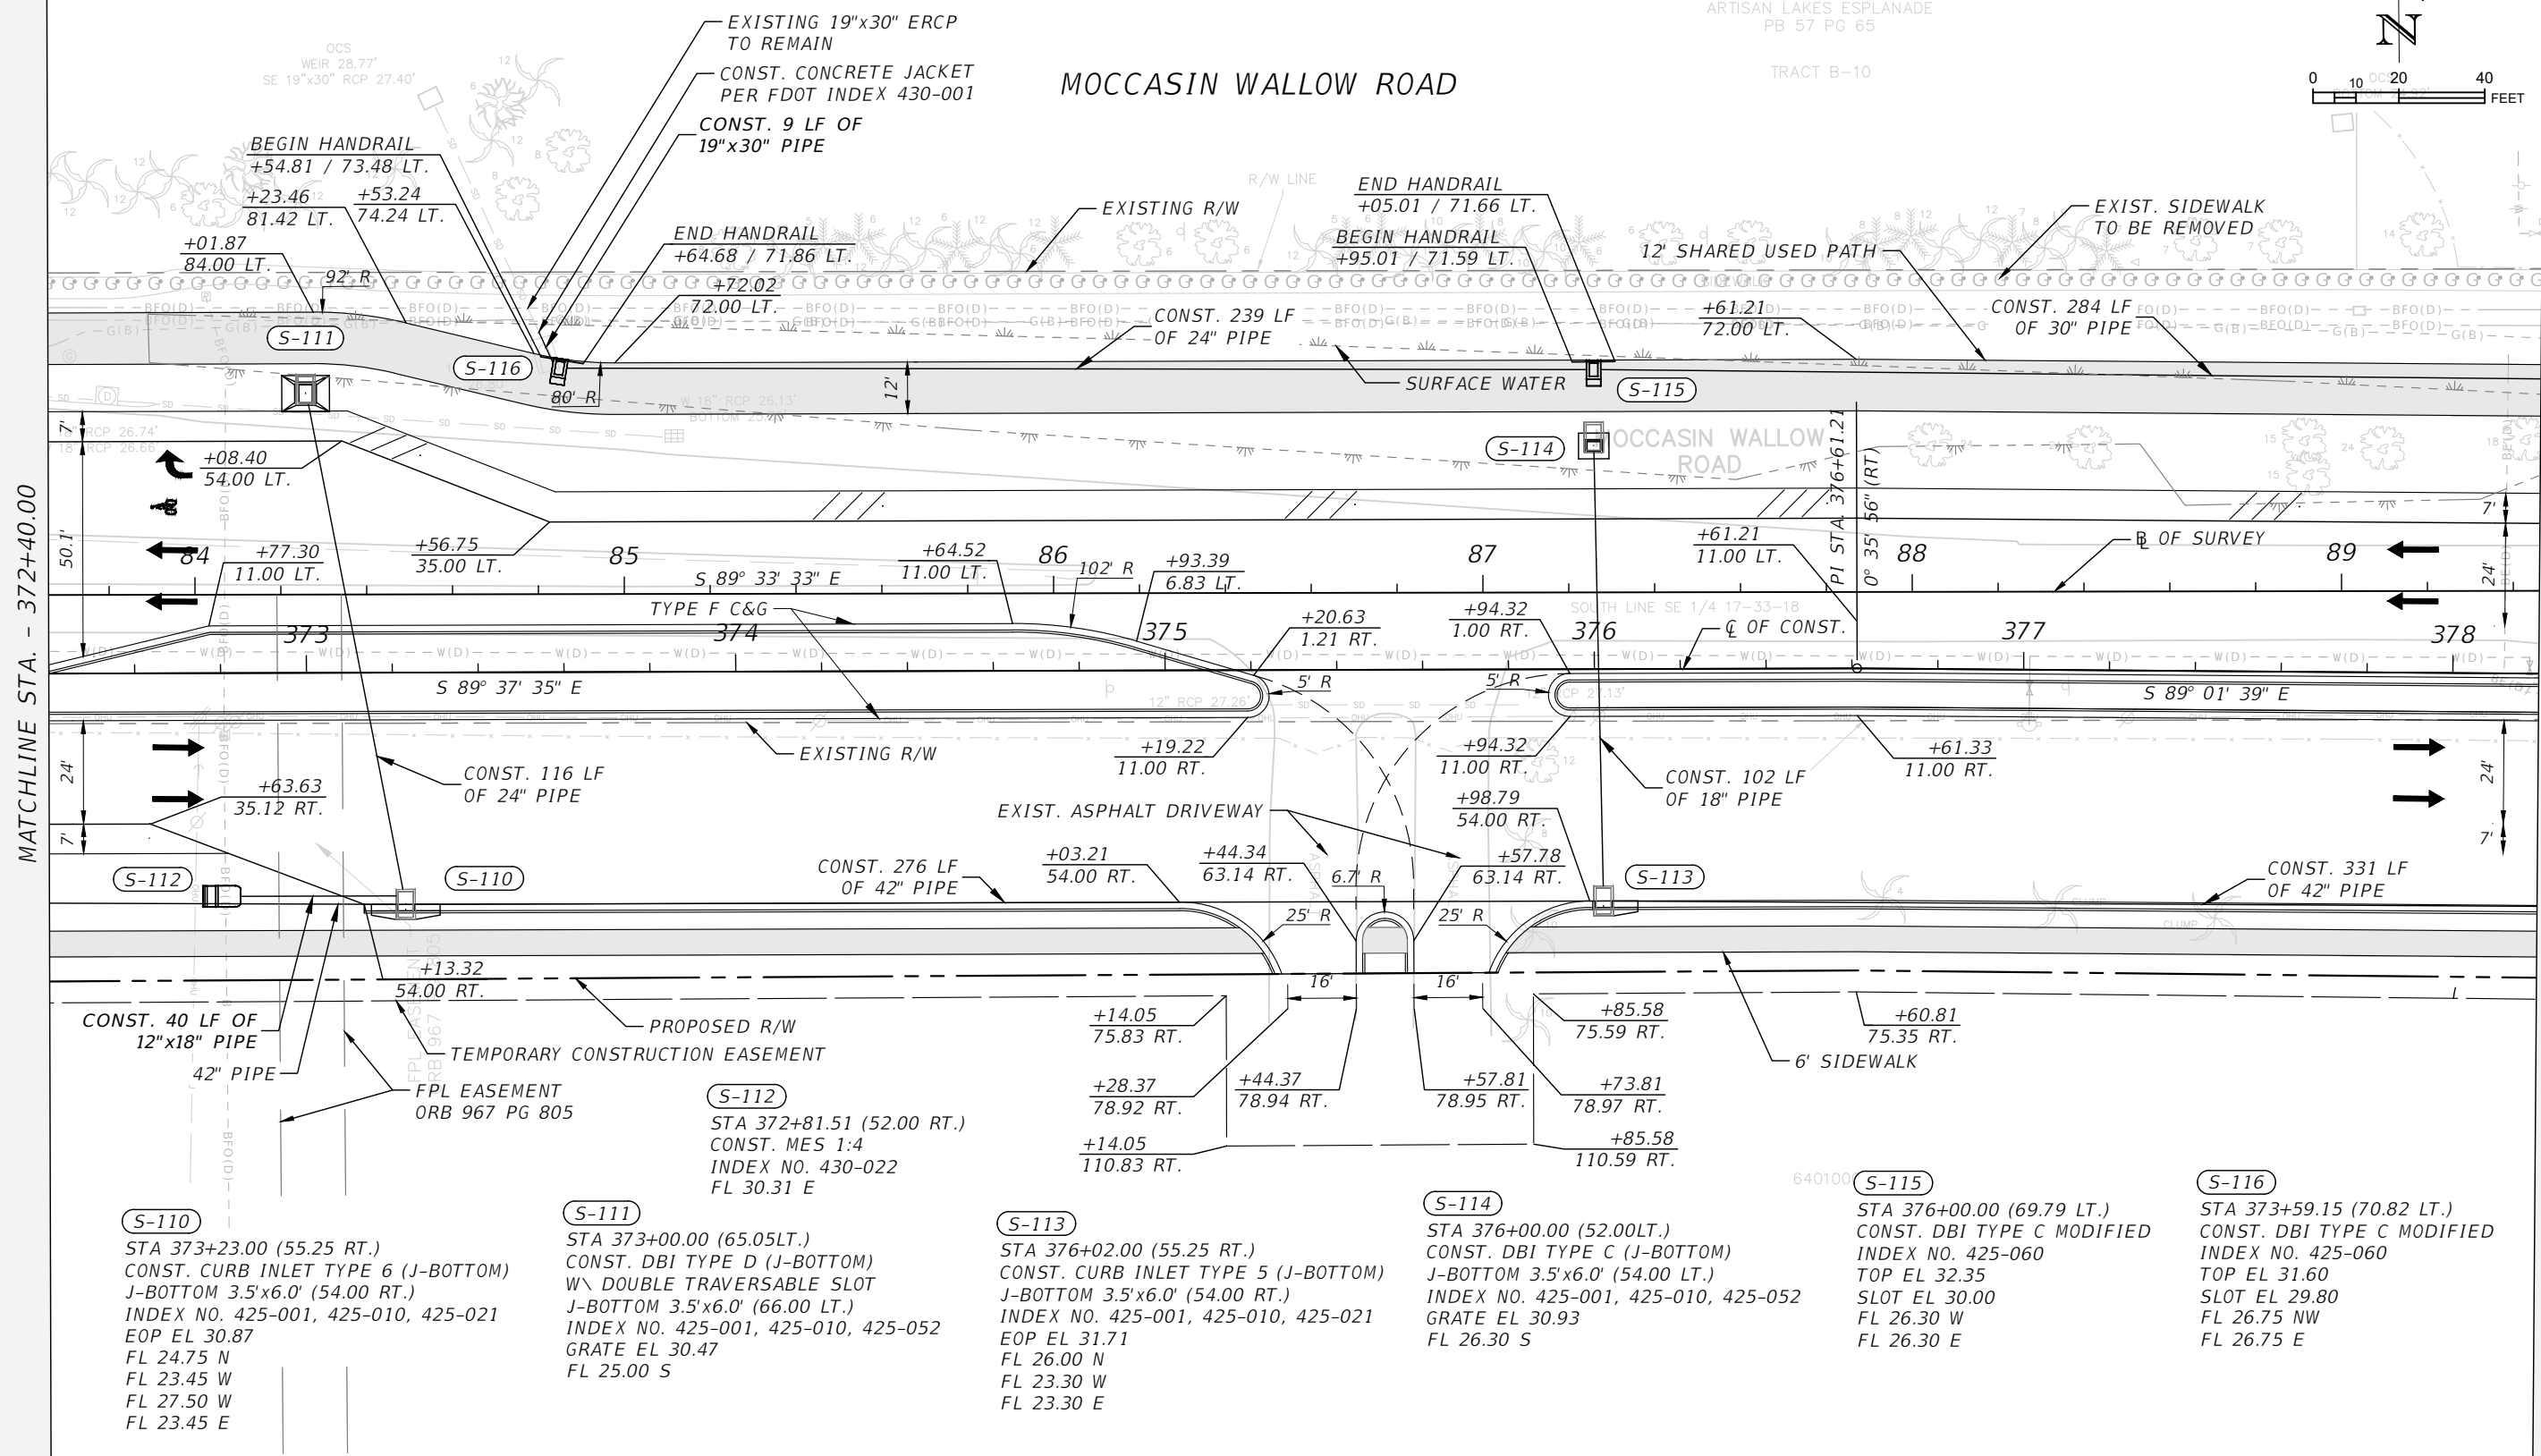 ARTISAN LAKES ESPLANADE
PB 57 PG 65
TRACT B-10
N
0 10 20 40
FEET
MOCCASIN WALLOW ROAD
OCS
WEIR 28.77'
SE 19"x30" RCP 27.40'
EXISTING 19"x30" ERCP
TO REMAIN
CONST. CONCRETE JACKET
PER FDOT INDEX 430-001
CONST. 9 LF OF
19"x30" PIPE
BEGIN HANDRAIL
+54.81 / 73.48 LT.
+23.46
81.42 LT.
+53.24
74.24 LT.
+01.87
84.00 LT.
92' R
END HANDRAIL
+64.68 / 71.86 LT.
+72.02
72.00 LT.
EXISTING R/W
R/W LINE
END HANDRAIL
+05.01 / 71.66 LT.
BEGIN HANDRAIL
+95.01 / 71.59 LT.
12' SHARED USED PATH
EXIST. SIDEWALK
TO BE REMOVED
+61.21
72.00 LT.
CONST. 284 LF
OF 30" PIPE
CONST. 239 LF
OF 24" PIPE
SURFACE WATER
S-111
S-116
80' R
12'
S-115
S-114
MOCCASIN WALLOW
ROAD
PI STA. 376+61.21
0° 35' 56" (RT)
MATCHLINE STA. - 372+40.00
7'
50.1'
+08.40
54.00 LT.
84
85
86
87
88
89
+77.30
11.00 LT.
+56.75
35.00 LT.
S 89° 33' 33" E
+64.52
11.00 LT.
102' R
+93.39
6.83 LT.
+61.21
11.00 LT.
℄ OF SURVEY
7'
24'
TYPE F C&G
SOUTH LINE SE 1/4 17-33-18
373
374
375
376
377
378
+20.63
1.21 RT.
+94.32
1.00 RT.
℄ OF CONST.
S 89° 37' 35" E
5' R
5' R
S 89° 01' 39" E
12" RCP 27.26'
EXISTING R/W
+19.22
11.00 RT.
+94.32
11.00 RT.
+61.33
11.00 RT.
24'
7'
+63.63
35.12 RT.
CONST. 116 LF
OF 24" PIPE
CONST. 102 LF
OF 18" PIPE
24'
7'
EXIST. ASPHALT DRIVEWAY
+98.79
54.00 RT.
S-112
S-110
CONST. 276 LF
OF 42" PIPE
+03.21
54.00 RT.
+44.34
63.14 RT.
6.7' R
+57.78
63.14 RT.
S-113
CONST. 331 LF
OF 42" PIPE
25' R
25' R
+13.32
54.00 RT.
16'
16'
CONST. 40 LF OF
12"x18" PIPE
42" PIPE
PROPOSED R/W
TEMPORARY CONSTRUCTION EASEMENT
FPL EASEMENT
ORB 967 PG 805
+14.05
75.83 RT.
+85.58
75.59 RT.
+60.81
75.35 RT.
6' SIDEWALK
+28.37
78.92 RT.
+44.37
78.94 RT.
+57.81
78.95 RT.
+73.81
78.97 RT.
+14.05
110.83 RT.
+85.58
110.59 RT.
S-112
STA 372+81.51 (52.00 RT.)
CONST. MES 1:4
INDEX NO. 430-022
FL 30.31 E
S-110
STA 373+23.00 (55.25 RT.)
CONST. CURB INLET TYPE 6 (J-BOTTOM)
J-BOTTOM 3.5'x6.0' (54.00 RT.)
INDEX NO. 425-001, 425-010, 425-021
EOP EL 30.87
FL 24.75 N
FL 23.45 W
FL 27.50 W
FL 23.45 E
S-111
STA 373+00.00 (65.05LT.)
CONST. DBI TYPE D (J-BOTTOM)
W\ DOUBLE TRAVERSABLE SLOT
J-BOTTOM 3.5'x6.0' (66.00 LT.)
INDEX NO. 425-001, 425-010, 425-052
GRATE EL 30.47
FL 25.00 S
S-113
STA 376+02.00 (55.25 RT.)
CONST. CURB INLET TYPE 5 (J-BOTTOM)
J-BOTTOM 3.5'x6.0' (54.00 RT.)
INDEX NO. 425-001, 425-010, 425-021
EOP EL 31.71
FL 26.00 N
FL 23.30 W
FL 23.30 E
S-114
STA 376+00.00 (52.00LT.)
CONST. DBI TYPE C (J-BOTTOM)
J-BOTTOM 3.5'x6.0' (54.00 LT.)
INDEX NO. 425-001, 425-010, 425-052
GRATE EL 30.93
FL 26.30 S
S-115
STA 376+00.00 (69.79 LT.)
CONST. DBI TYPE C MODIFIED
INDEX NO. 425-060
TOP EL 32.35
SLOT EL 30.00
FL 26.30 W
FL 26.30 E
S-116
STA 373+59.15 (70.82 LT.)
CONST. DBI TYPE C MODIFIED
INDEX NO. 425-060
TOP EL 31.60
SLOT EL 29.80
FL 26.75 NW
FL 26.75 E